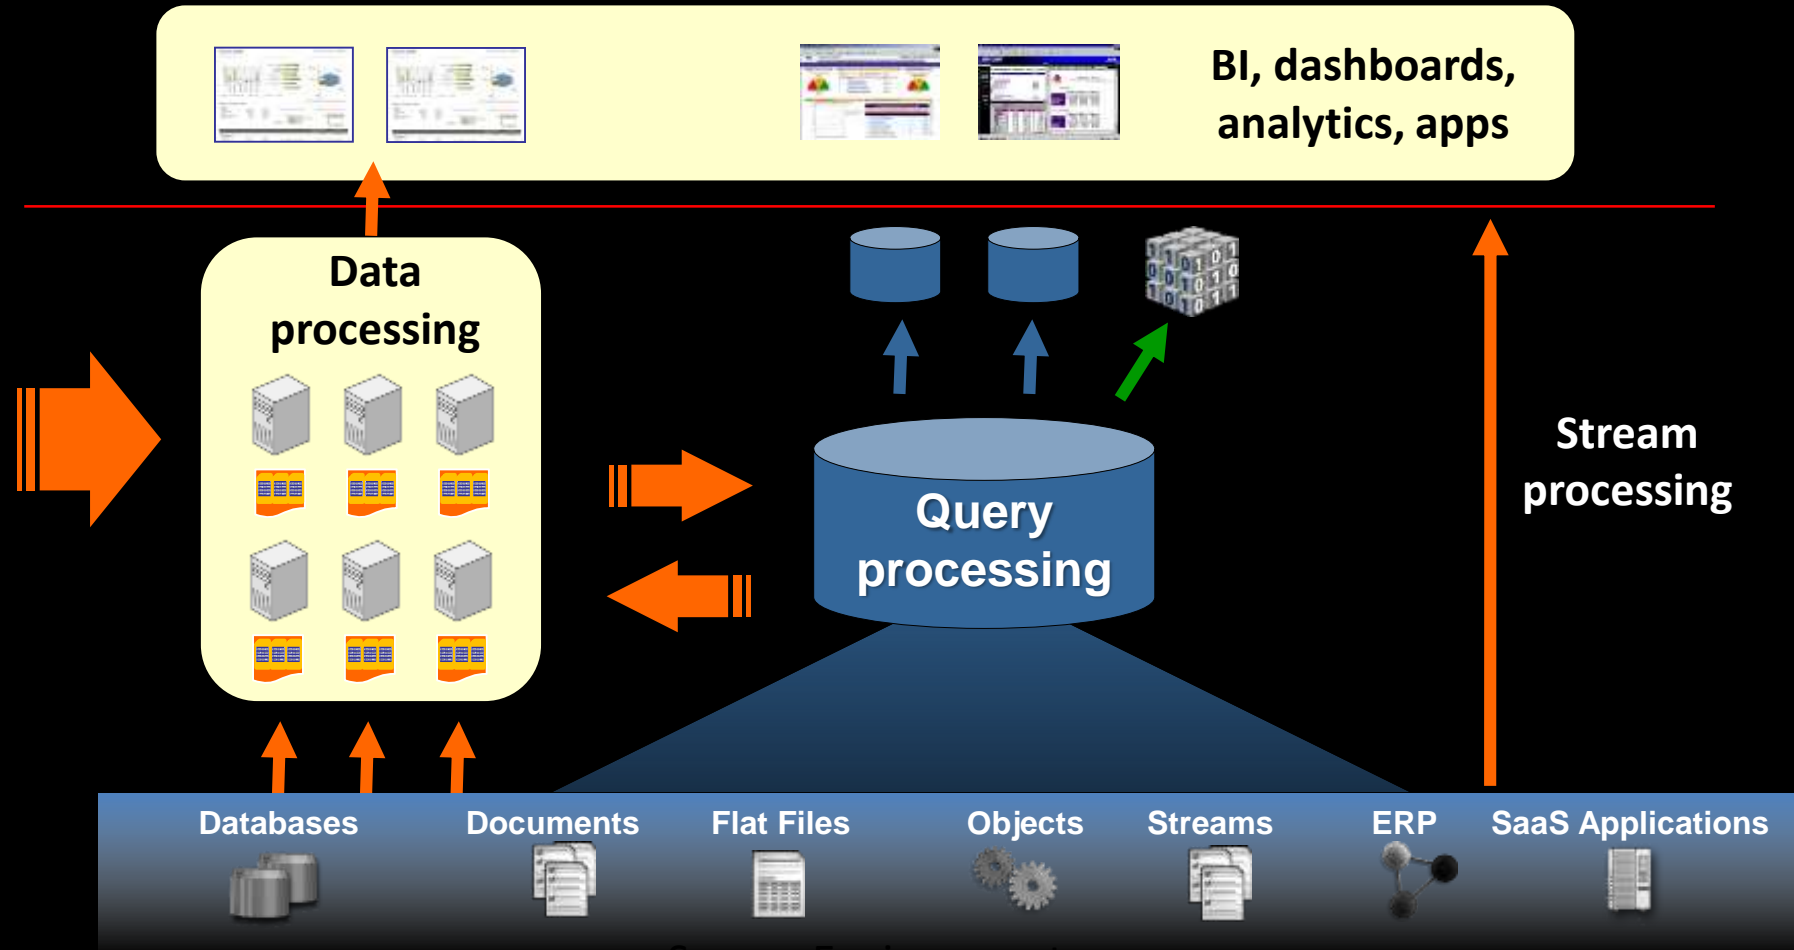 BI, dashboards,
analytics, apps
Data
processing
Stream
processing
Query
processing
Databases
Documents
Flat Files
Objects
Streams
ERP
SaaS Applications